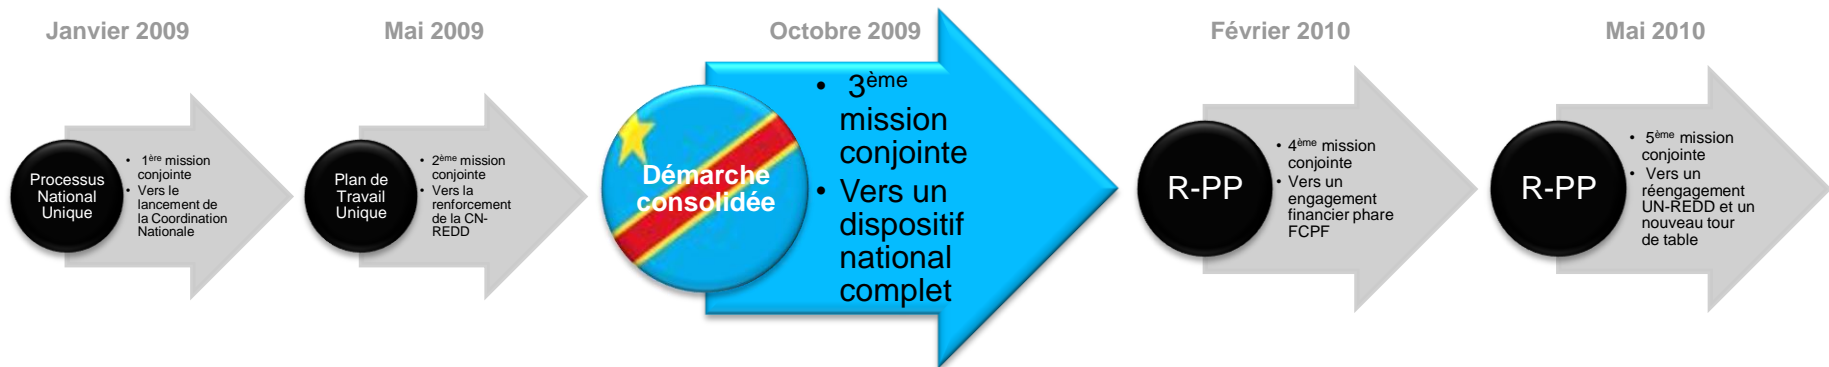 Janvier 2009
Mai 2009
Octobre 2009
Février 2010
Mai 2010
Processus
National
Unique
• 1ère mission
conjointe
• Vers le
lancement de
la Coordination
Nationale
Plan de
Travail
Unique
• 2ème mission
conjointe
• Vers la
renforcement
de la CN-
REDD
Démarche
consolidée
• 3ème
mission
conjointe
• Vers un
dispositif
national
complet
R-PP
• 4ème mission
conjointe
• Vers un
engagement
financier phare
FCPF
R-PP
• 5ème mission
conjointe
• Vers un
réengagement
UN-REDD et un
nouveau tour
de table